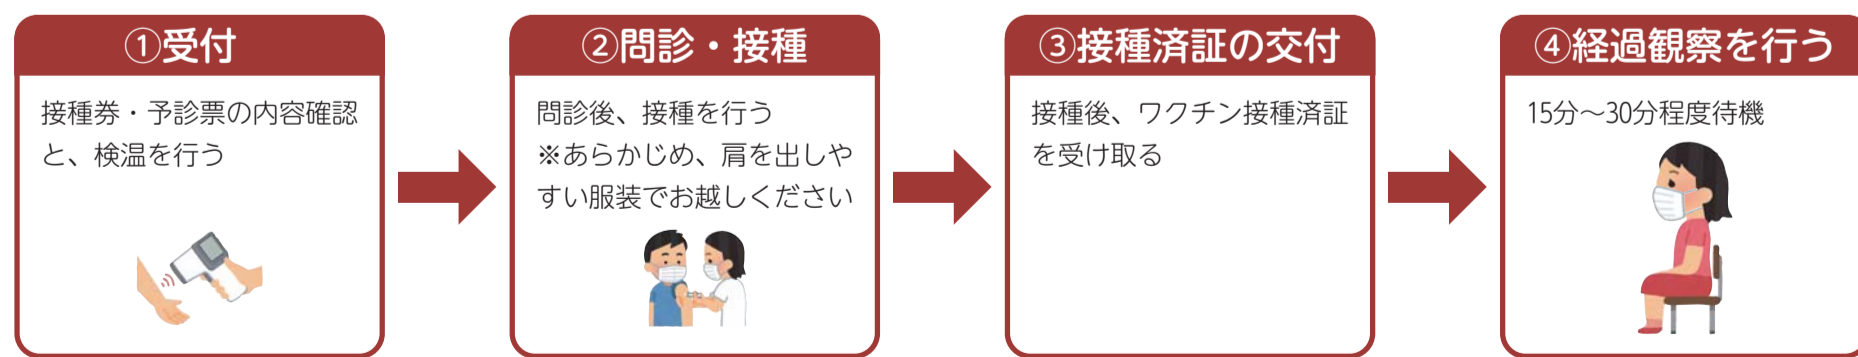 ①受付
接種券・予診票の内容確認
と、検温を行う
②問診・接種
問診後、接種を行う
※あらかじめ、肩を出しや
すい服装でお越しください
③接種済証の交付
接種後、ワクチン接種済証
を受け取る
④経過観察を行う
15分～30分程度待機